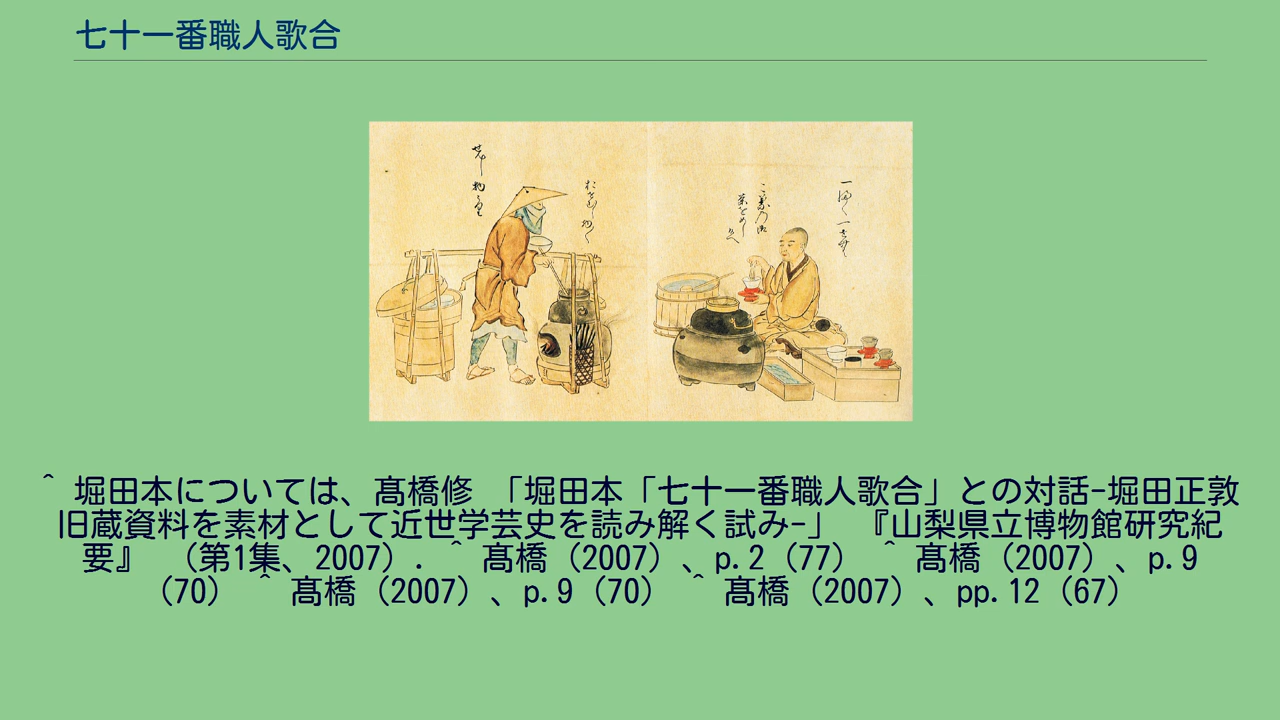 七十一番職人歌合
^ 堀田本については、髙橋修 「堀田本「七十一番職人歌合」との対話-堀田正敦
旧蔵資料を素材として近世学芸史を読み解く試み-」 『山梨県立博物館研究紀
要』 （第1集、2007）. ^ 髙橋（2007）、p.2（77） ^ 髙橋（2007）、p.9
（70） ^ 髙橋（2007）、p.9（70） ^ 髙橋（2007）、pp.12（67）